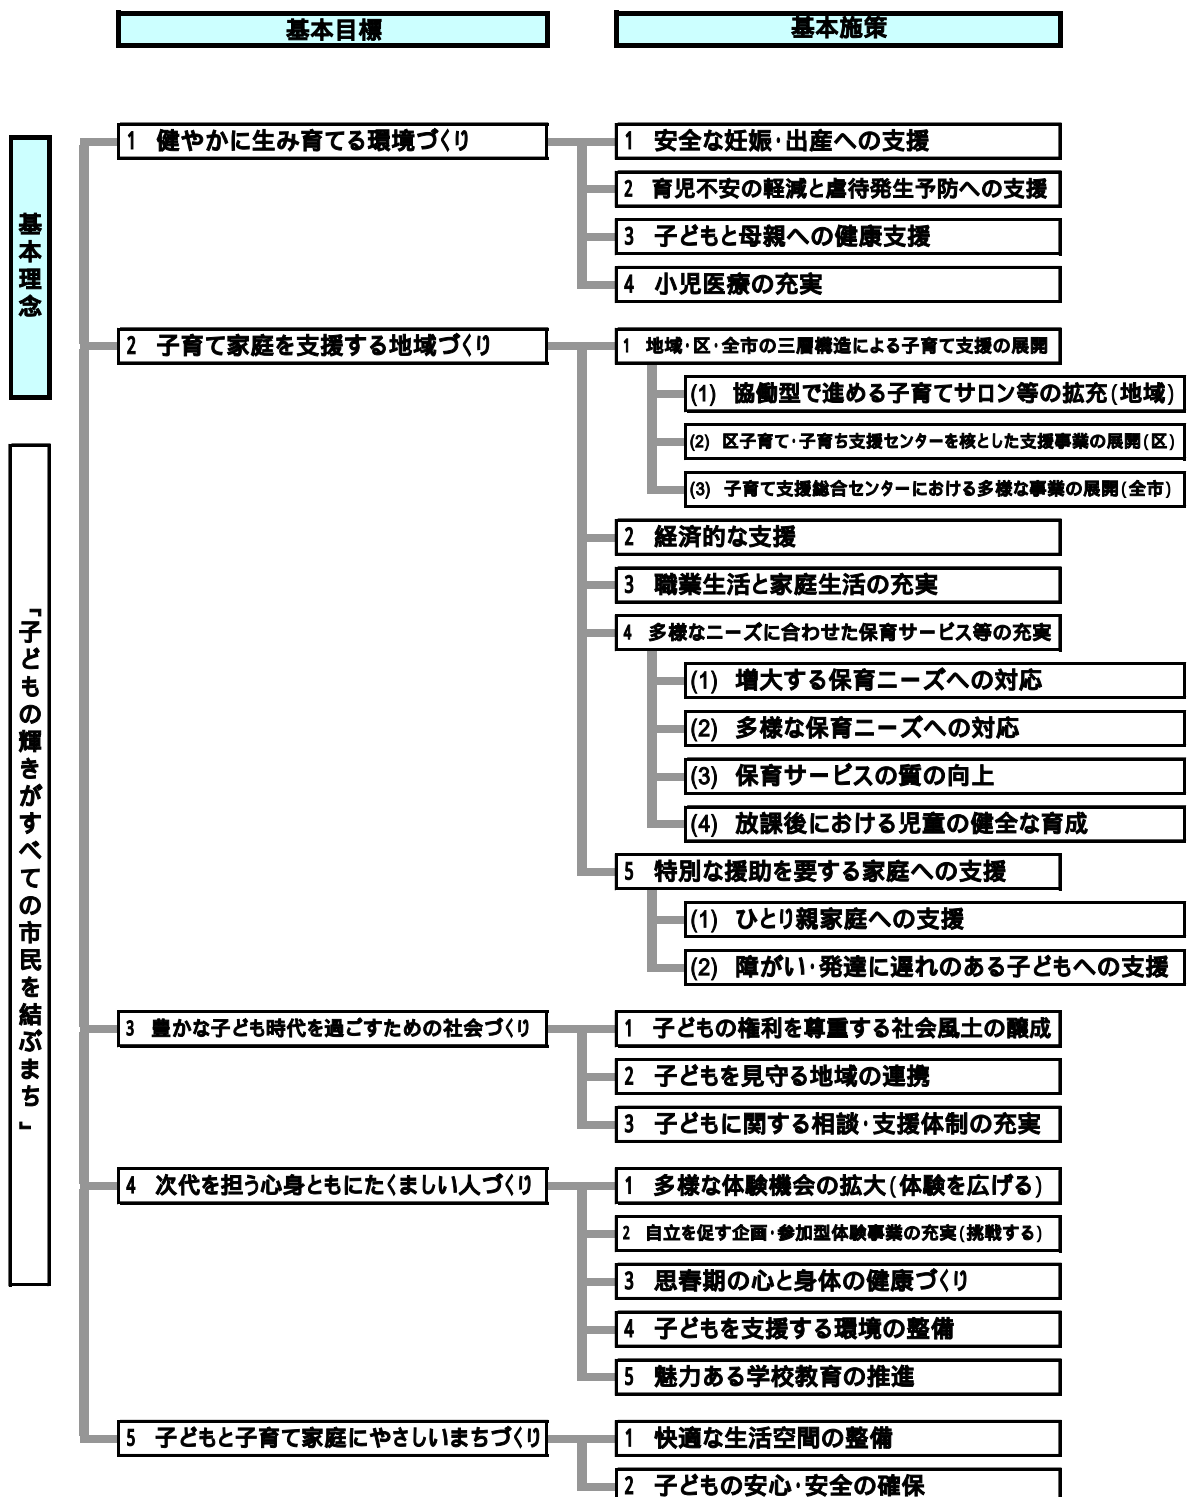 基本目標
基本施策
基本理念
「子どもの輝きがすべての市民を結ぶまち」
1 健やかに生み育てる環境づくり
1 安全な妊娠・出産への支援
2 育児不安の軽減と虐待発生予防への支援
3 子どもと母親への健康支援
4 小児医療の充実
2 子育て家庭を支援する地域づくり
1 地域・区・全市の三層構造による子育て支援の展開
(1) 協働型で進める子育てサロン等の拡充(地域)
(2) 区子育て・子育ち支援センターを核とした支援事業の展開(区)
(3) 子育て支援総合センターにおける多様な事業の展開(全市)
2 経済的な支援
3 職業生活と家庭生活の充実
4 多様なニーズに合わせた保育サービス等の充実
(1) 増大する保育ニーズへの対応
(2) 多様な保育ニーズへの対応
(3) 保育サービスの質の向上
(4) 放課後における児童の健全な育成
5 特別な援助を要する家庭への支援
(1) ひとり親家庭への支援
(2) 障がい・発達に遅れのある子どもへの支援
3 豊かな子ども時代を過ごすための社会づくり
1 子どもの権利を尊重する社会風土の醸成
2 子どもを見守る地域の連携
3 子どもに関する相談・支援体制の充実
4 次代を担う心身ともにたくましい人づくり
1 多様な体験機会の拡大(体験を広げる)
2 自立を促す企画・参加型体験事業の充実(挑戦する)
3 思春期の心と身体の健康づくり
4 子どもを支援する環境の整備
5 魅力ある学校教育の推進
5 子どもと子育て家庭にやさしいまちづくり
1 快適な生活空間の整備
2 子どもの安心・安全の確保